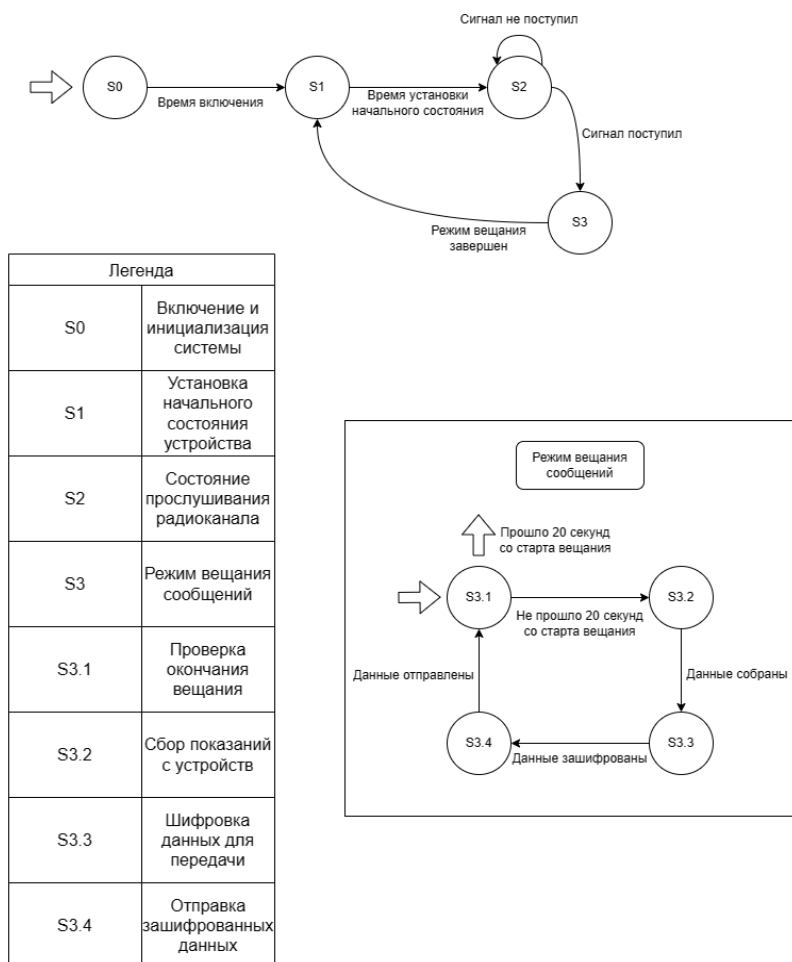 Сигнал не поступил
S0
S1
S2
Время включения
Время установки
начального состояния
Сигнал поступил
S3
Режим вещания
завершен
Легенда
S0
Включение и
инициализация
системы
S1
Установка
начального
состояния
устройства
S2
Состояние
прослушивания
радиоканала
S3
Режим вещания
сообщений
S3.1
Проверка
окончания
вещания
S3.2
Сбор показаний
с устройств
S3.3
Шифровка
данных для
передачи
S3.4
Отправка
зашифрованных
данных
Режим вещания
сообщений
Прошло 20 секунд
со старта вещания
S3.1
S3.2
Не прошло 20 секунд
со старта вещания
Данные отправлены
Данные собраны
S3.4
S3.3
Данные зашифрованы